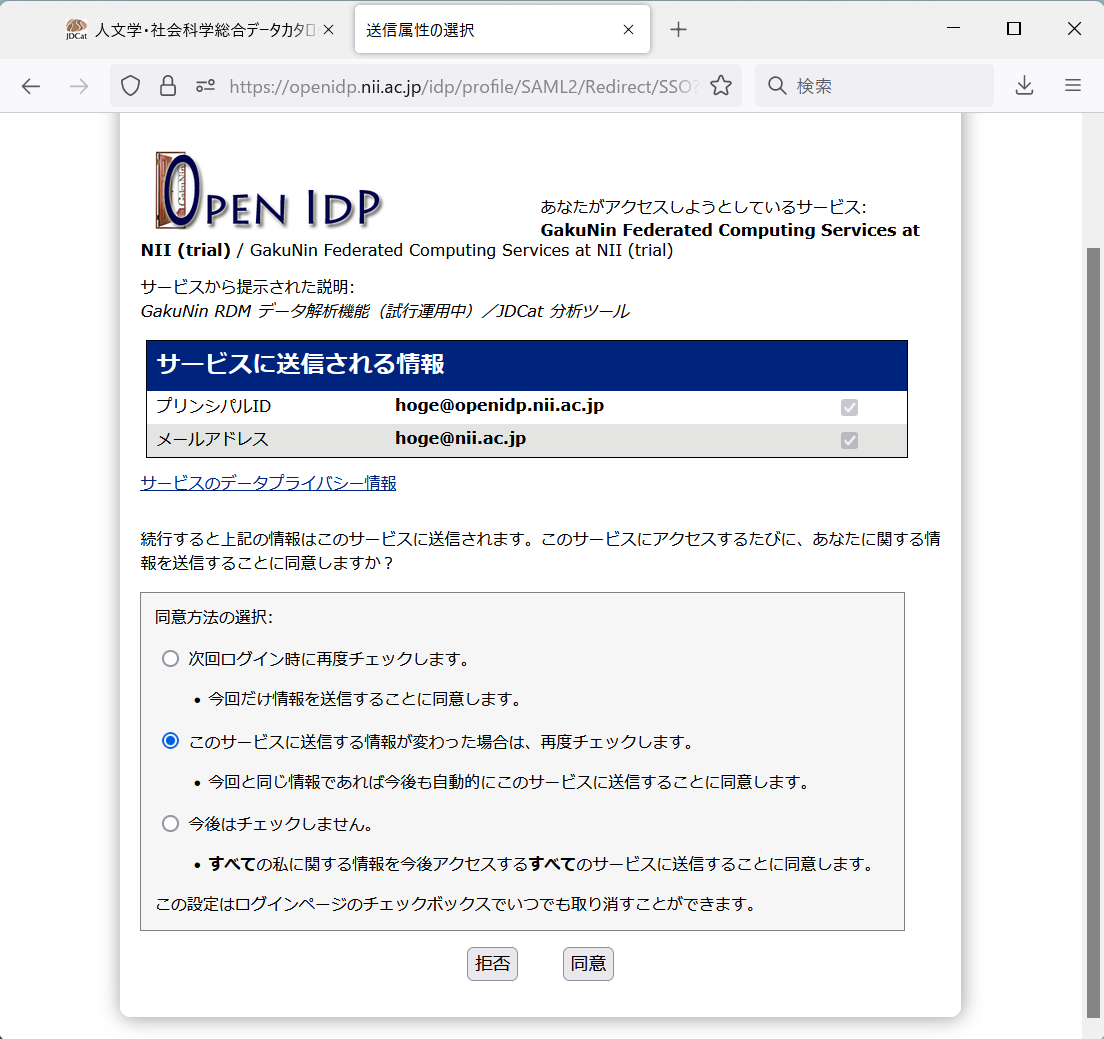 JDCat 人文学・社会科学総合データカタロ
送信属性の選択
https://openidp.nii.ac.jp/idp/profile/SAML2/Redirect/SSO?
検索
OPEN IDP
あなたがアクセスしようとしているサービス:
GakuNin Federated Computing Services at
NII (trial) / GakuNin Federated Computing Services at NII (trial)
サービスから提示された説明:
GakuNin RDM データ解析機能（試行運用中）／JDCat 分析ツール
サービスに送信される情報
プリンシパルID hoge@openidp.nii.ac.jp
メールアドレス hoge@nii.ac.jp
サービスのデータプライバシー情報
続行すると上記の情報はこのサービスに送信されます。このサービスにアクセスするたびに、あなたに関する情
報を送信することに同意しますか？
同意方法の選択:
次回ログイン時に再度チェックします。
• 今回だけ情報を送信することに同意します。
このサービスに送信する情報が変わった場合は、再度チェックします。
• 今回と同じ情報であれば今後も自動的にこのサービスに送信することに同意します。
今後はチェックしません。
• すべての私に関する情報を今後アクセスするすべてのサービスに送信することに同意します。
この設定はログインページのチェックボックスでいつでも取り消すことができます。
拒否 同意